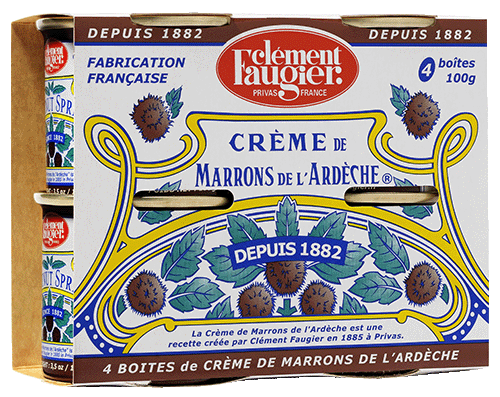 DEPUIS 1882
DEPUIS 1882
clément
Faugier
PRIVAS FRANCE
FABRICATION
FRANÇAISE
4 boîtes
100g
CRÈME DE
MARRONS DE L'ARDÈCHE®
DEPUIS 1882
La Crème de Marrons de l'Ardèche est une
recette créée par Clément Faugier en 1885 à Privas.
4 BOITES DE CRÈME DE MARRONS DE L'ARDÈCHE
clément
Faugier